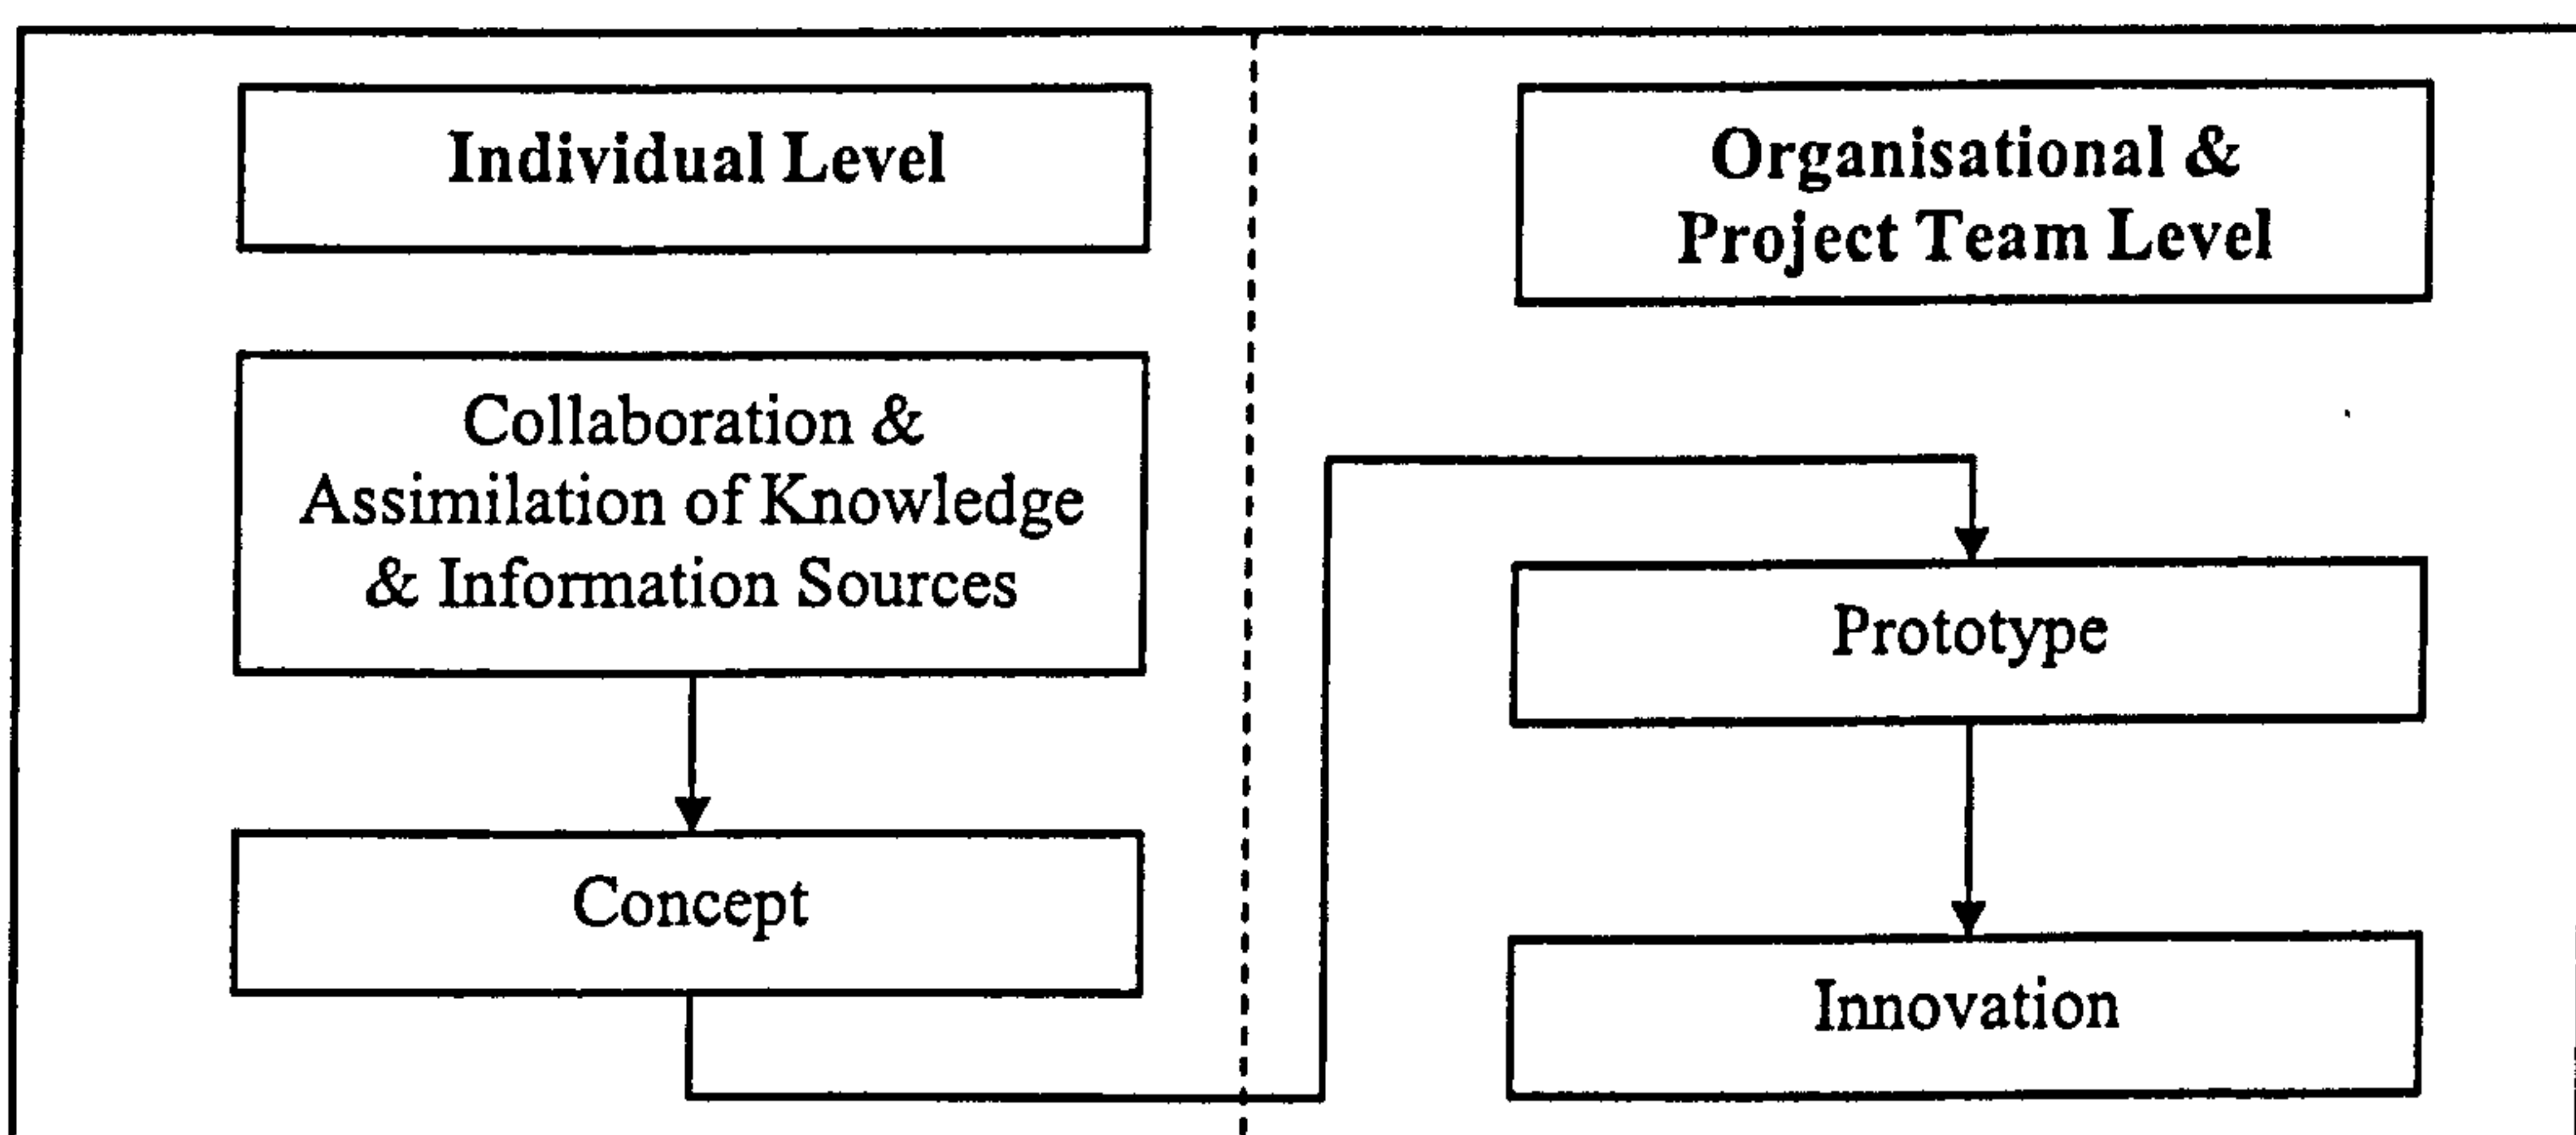 Individual Level
Collaboration &
Assimilation of Knowledge
& Information Sources
Concept
Organisational &
Project Team Level
Prototype
Innovation